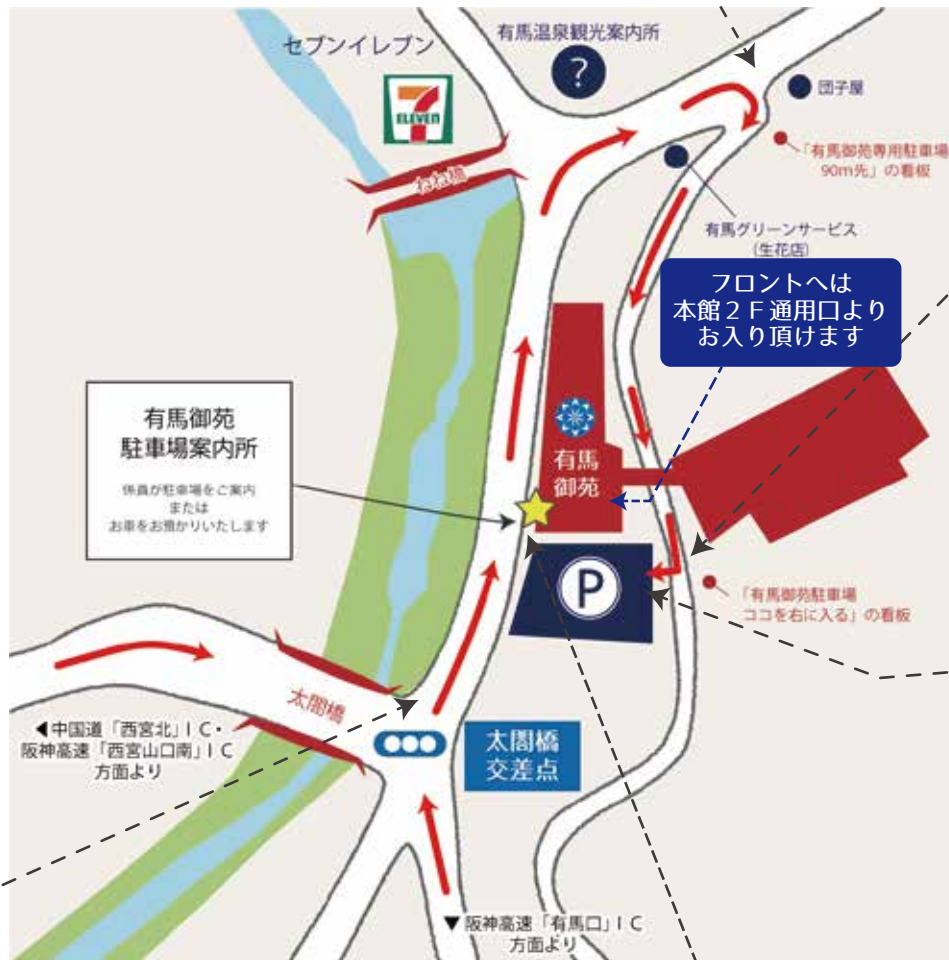 セブンイレブン
有馬温泉観光案内所
?
7
ELEVEN
団子屋
「有馬御苑専用駐車場
90m先」の看板
ねね橋
有馬グリーンサービス
(生花店)
フロントへは
本館2F通用口より
お入り頂けます
有馬御苑
駐車場案内所
係員が駐車場をご案内
または
お車をお預かりいたします
有馬
御苑
P
「有馬御苑駐車場
ココを右に入る」の看板
太閤橋
◀中国道「西宮北」IC・
阪神高速「西宮山口南」IC
方面より
太閤橋
交差点
▼阪神高速「有馬口」IC
方面より